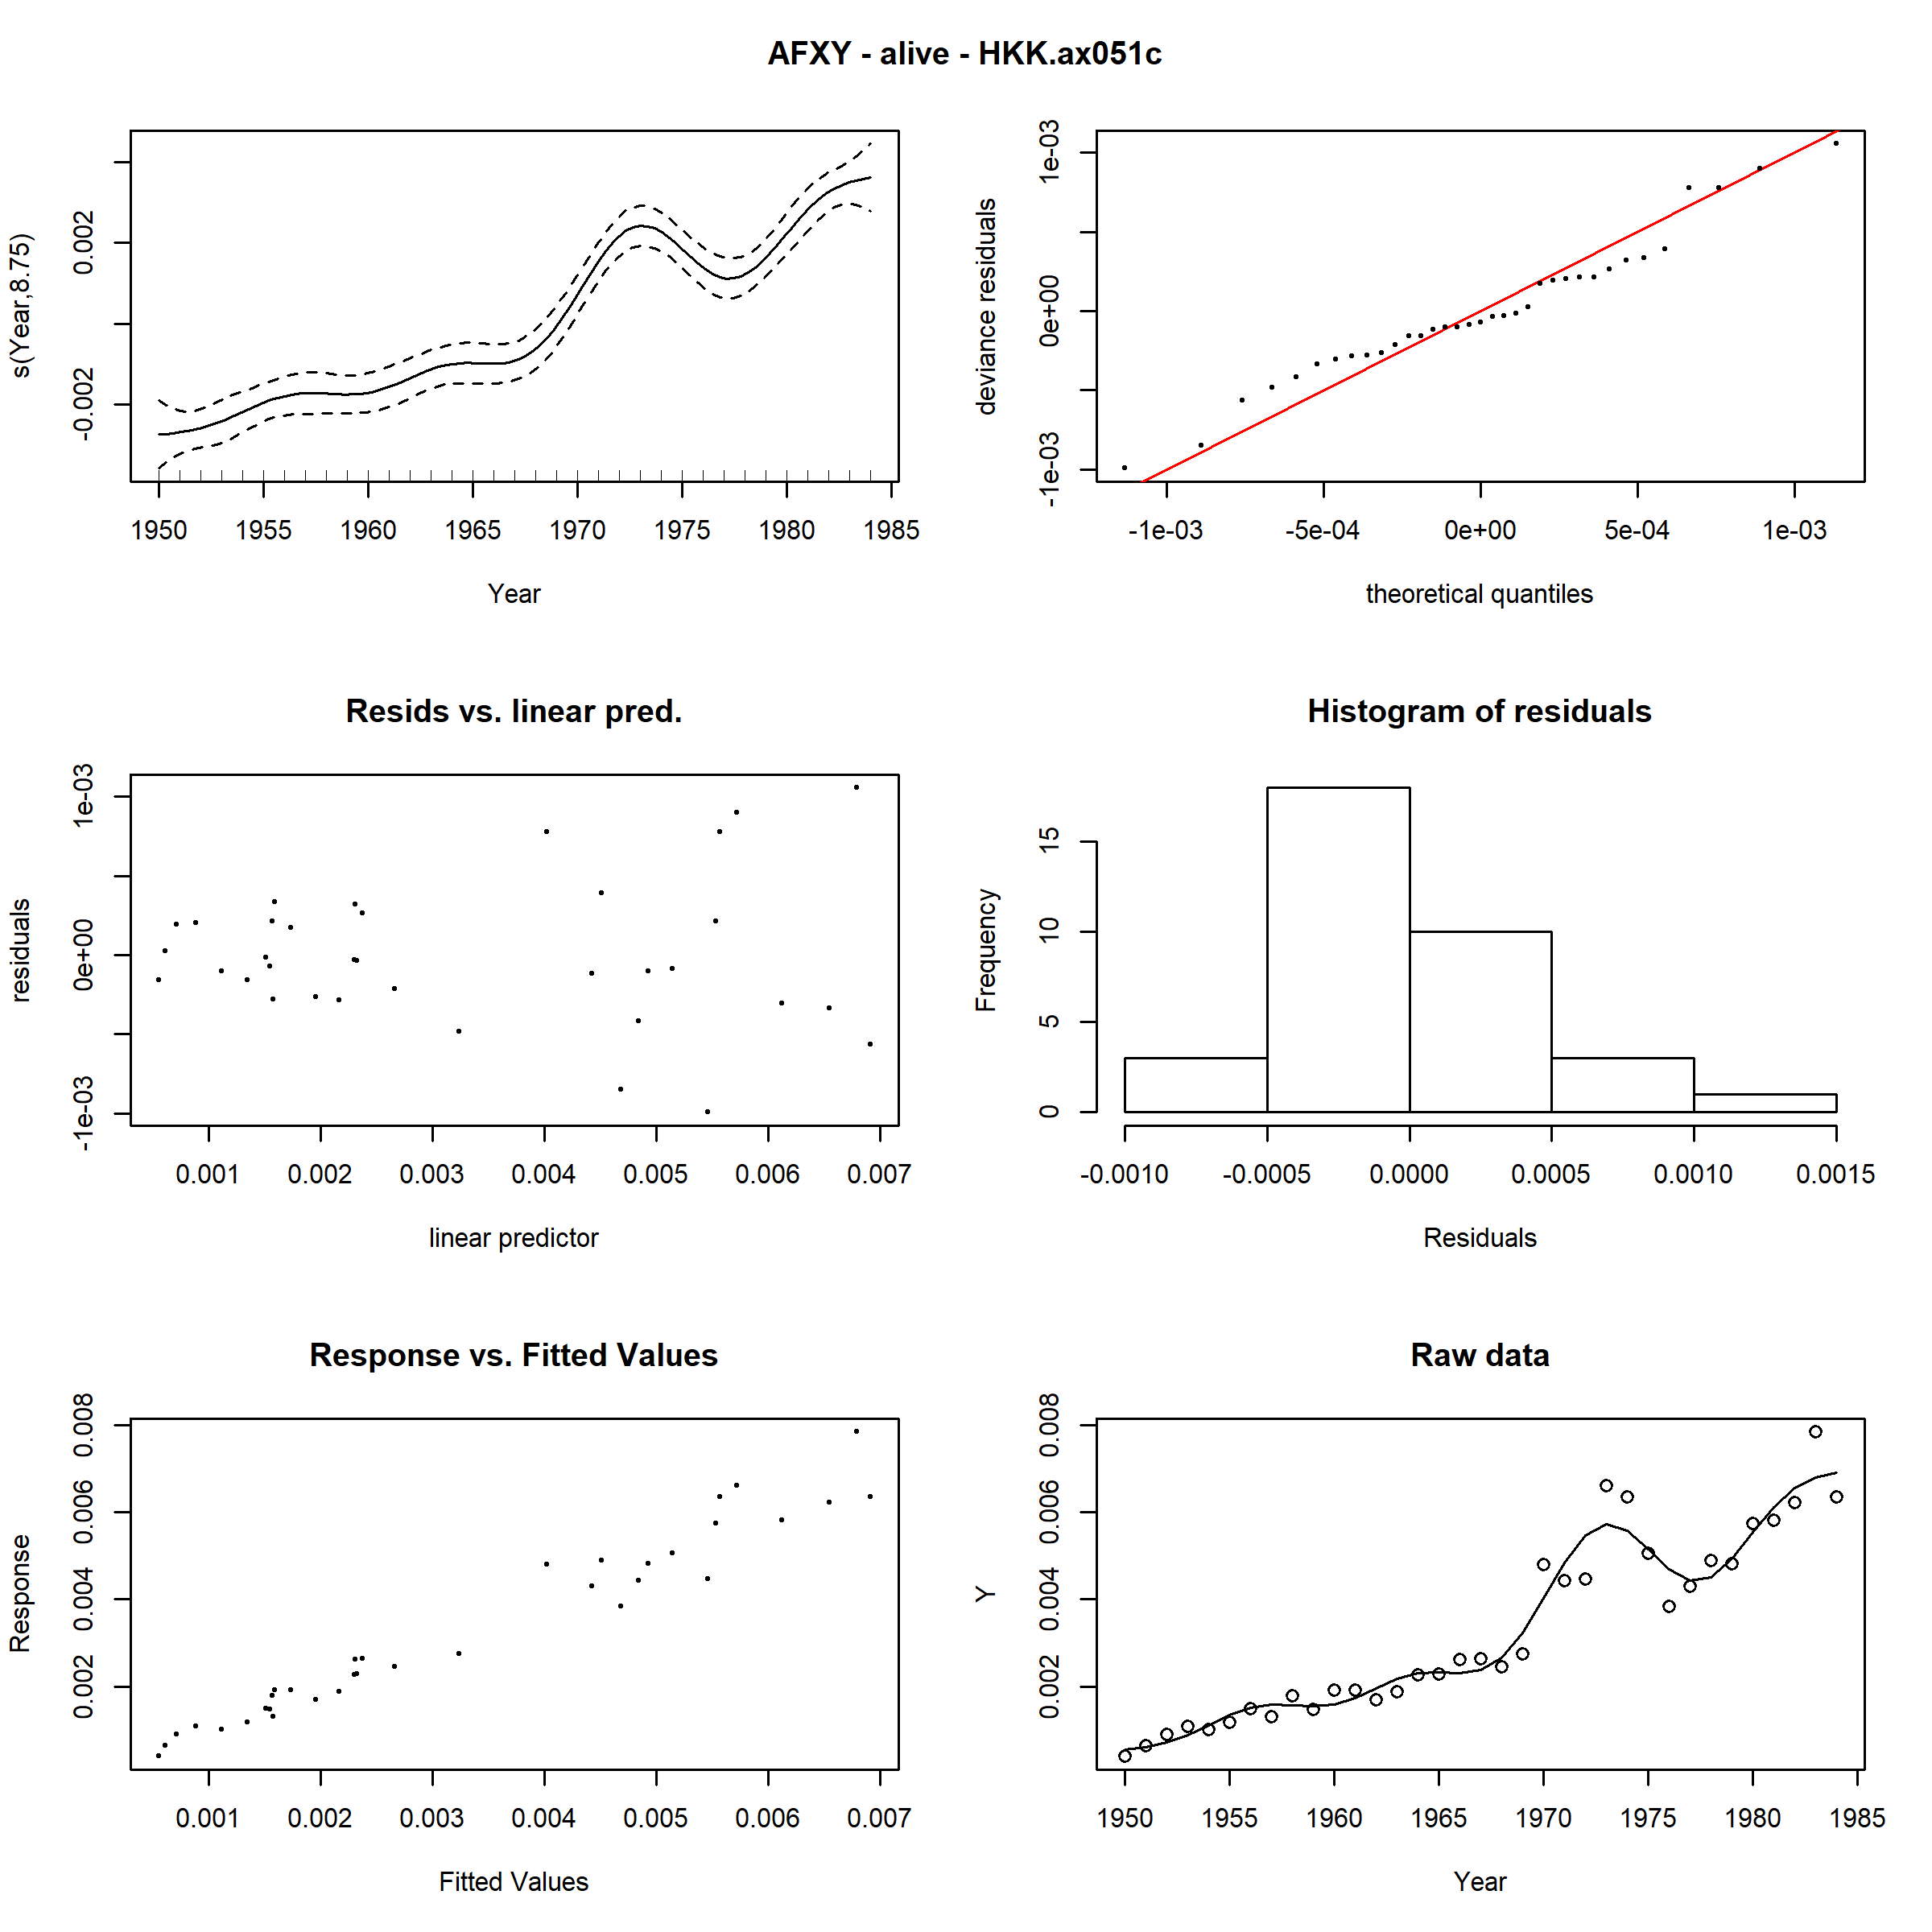 AFXY - alive - HKK.ax051c
s(Year,8.75)
-0.002 0.002
1950 1955 1960 1965 1970 1975 1980 1985
Year
deviance residuals
-1e-03 0e+00 1e-03
-1e-03 -5e-04 0e+00 5e-04 1e-03
theoretical quantiles
Resids vs. linear pred.
residuals
-1e-03 0e+00 1e-03
0.001 0.002 0.003 0.004 0.005 0.006 0.007
linear predictor
Histogram of residuals
Frequency
0 5 10 15
-0.0010 -0.0005 0.0000 0.0005 0.0010 0.0015
Residuals
Response vs. Fitted Values
Response
0.002 0.004 0.006 0.008
0.001 0.002 0.003 0.004 0.005 0.006 0.007
Fitted Values
Raw data
Y
0.002 0.004 0.006 0.008
1950 1955 1960 1965 1970 1975 1980 1985
Year